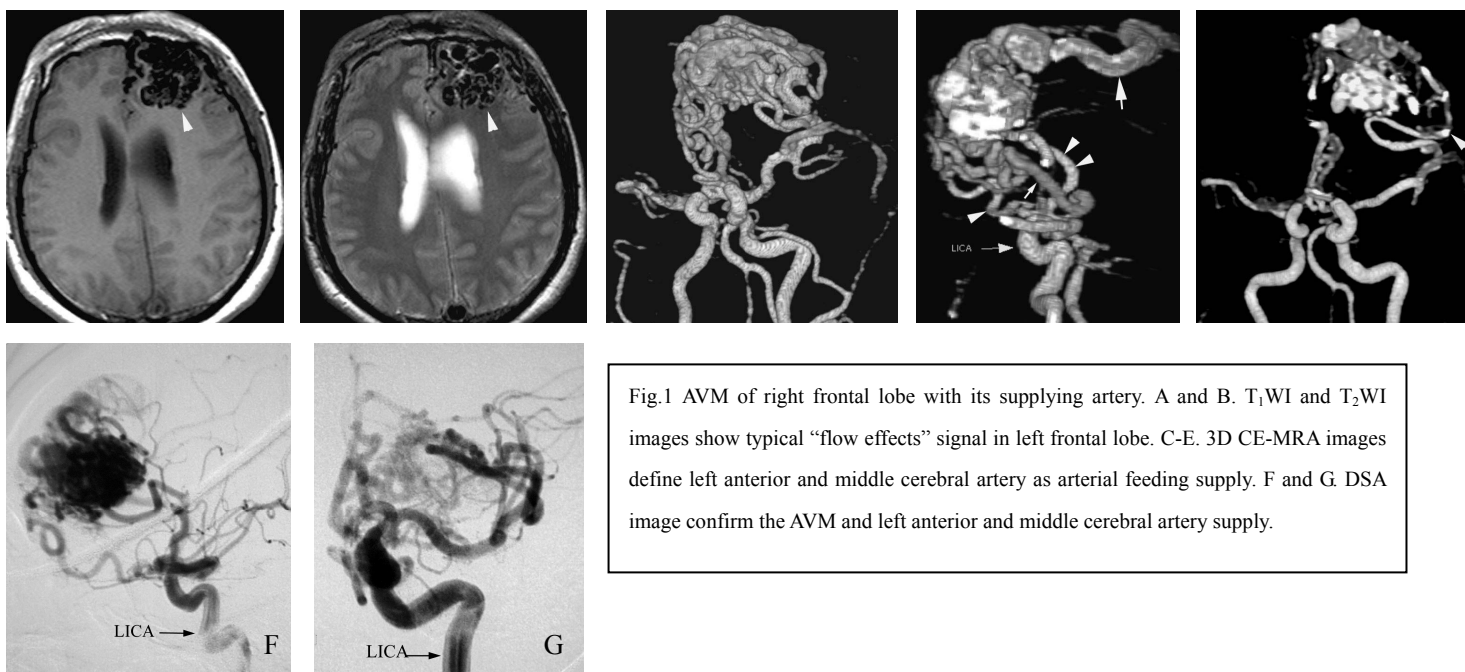 LICA
LICA
F
LICA
G
Fig.1 AVM of right frontal lobe with its supplying artery. A and B. T₁WI and T₂WI
images show typical “flow effects” signal in left frontal lobe. C-E. 3D CE-MRA images
define left anterior and middle cerebral artery as arterial feeding supply. F and G. DSA
image confirm the AVM and left anterior and middle cerebral artery supply.